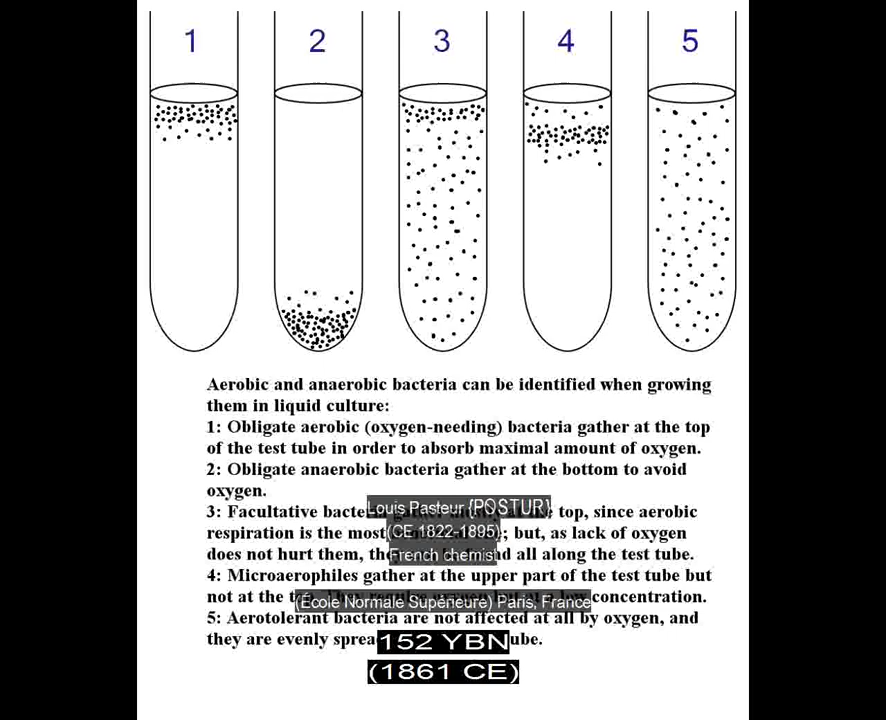 1 2 3 4 5
Aerobic and anaerobic bacteria can be identified when growing
them in liquid culture:
1: Obligate aerobic (oxygen-needing) bacteria gather at the top
of the test tube in order to absorb maximal amount of oxygen.
2: Obligate anaerobic bacteria gather at the bottom to avoid
oxygen.
Louis Pasteur {POSTUR}
3: Facultative top, since aerobic
(CE 1822-1895)
respiration is the most ; but, as lack of oxygen
French chemist
does not hurt them, all along the test tube.
4: Microaerophiles gather at the upper part of the test tube but
not at the concentration.
(École Normale Supérieure) Paris, France
5: Aerotolerant bacteria are not affected at all by oxygen, and
they are evenly
152 YBN
(1861 CE)